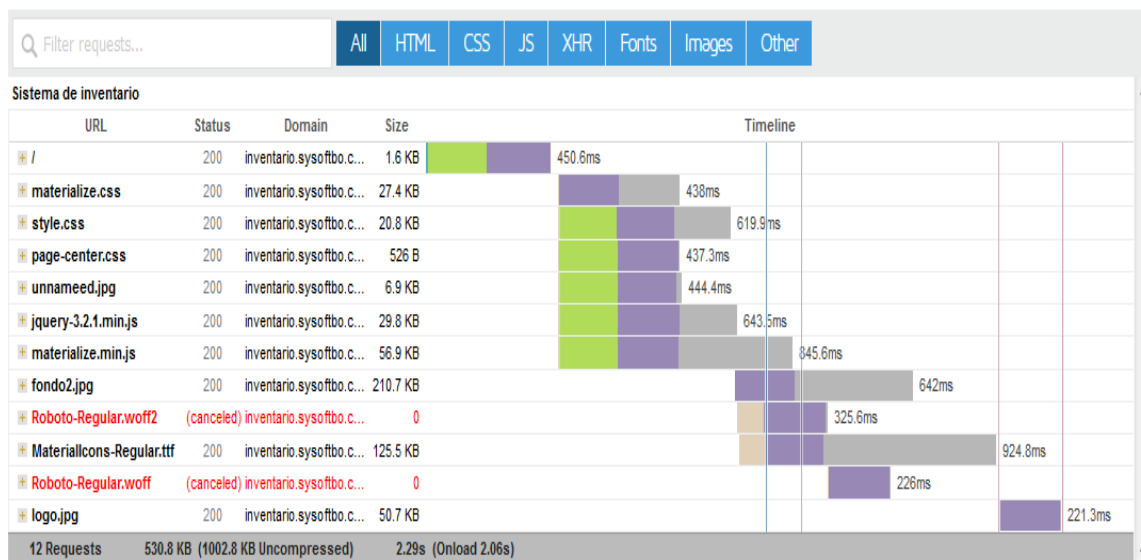 Filter requests... All HTML CSS JS XHR Fonts Images Other
Sistema de inventario
URL Status Domain Size Timeline
/ 200 inventario.sysoftbo.c... 1.6 KB 450.6ms
materialize.css 200 inventario.sysoftbo.c... 27.4 KB 438ms
style.css 200 inventario.sysoftbo.c... 20.8 KB 619.9ms
page-center.css 200 inventario.sysoftbo.c... 526 B 437.3ms
unnameed.jpg 200 inventario.sysoftbo.c... 6.9 KB 444.4ms
jquery-3.2.1.min.js 200 inventario.sysoftbo.c... 29.8 KB 643.5ms
materialize.min.js 200 inventario.sysoftbo.c... 56.9 KB 845.6ms
fondo2.jpg 200 inventario.sysoftbo.c... 210.7 KB 642ms
Roboto-Regular.woff2 (canceled) inventario.sysoftbo.c... 0 325.6ms
MaterialIcons-Regular.ttf 200 inventario.sysoftbo.c... 125.5 KB 924.8ms
Roboto-Regular.woff (canceled) inventario.sysoftbo.c... 0 226ms
logo.jpg 200 inventario.sysoftbo.c... 50.7 KB 221.3ms
12 Requests 530.8 KB (1002.8 KB Uncompressed) 2.29s (Onload 2.06s)